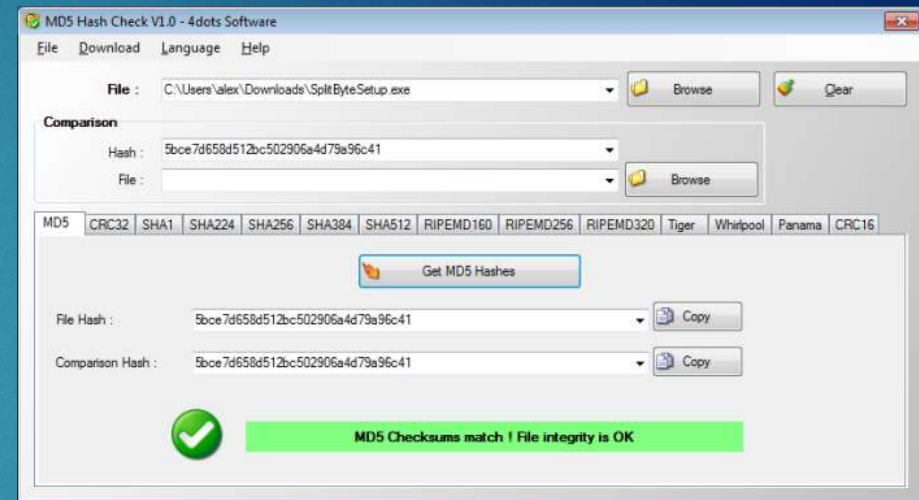 MD5 Hash Check V1.0 - 4dots Software
File Download Language Help
File : C:\Users\alex\Downloads\SplitByteSetup.exe Browse Clear
Comparison
Hash : 5bce7d658d512bc502906a4d79a96c41
File : Browse
MD5 CRC32 SHA1 SHA224 SHA256 SHA384 SHA512 RIPEMD160 RIPEMD256 RIPEMD320 Tiger Whirlpool Panama CRC16
Get MD5 Hashes
File Hash : 5bce7d658d512bc502906a4d79a96c41 Copy
Comparison Hash : 5bce7d658d512bc502906a4d79a96c41 Copy
MD5 Checksums match ! File integrity is OK